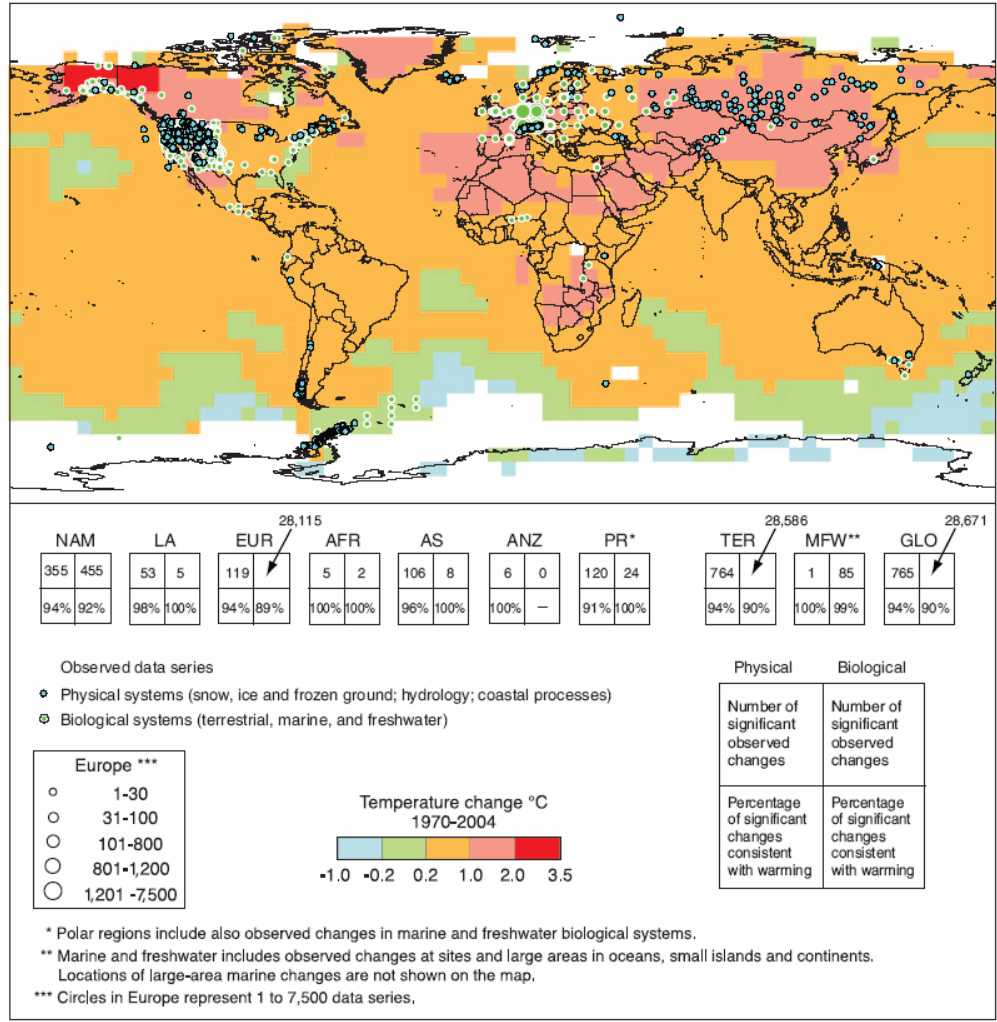 28,115
28,586
28,671
NAM LA EUR AFR AS ANZ PR* TER MFW** GLO
355 455 53 5 119 5 2 106 8 6 0 120 24 764 1 85 765
94% 92% 98% 100% 94% 89% 100% 100% 96% 100% 100% – 91% 100% 94% 90% 100% 99% 94% 90%
Observed data series
Physical systems (snow, ice and frozen ground; hydrology; coastal processes)
Biological systems (terrestrial, marine, and freshwater)
Europe ***
1-30
31-100
101-800
801-1,200
1,201 -7,500
Temperature change °C
1970-2004
-1.0 -0.2 0.2 1.0 2.0 3.5
Physical Biological
Number of
significant
observed
changes
Number of
significant
observed
changes
Percentage
of significant
changes
consistent
with warming
Percentage
of significant
changes
consistent
with warming
* Polar regions include also observed changes in marine and freshwater biological systems.
** Marine and freshwater includes observed changes at sites and large areas in oceans, small islands and continents.
Locations of large-area marine changes are not shown on the map.
*** Circles in Europe represent 1 to 7,500 data series.